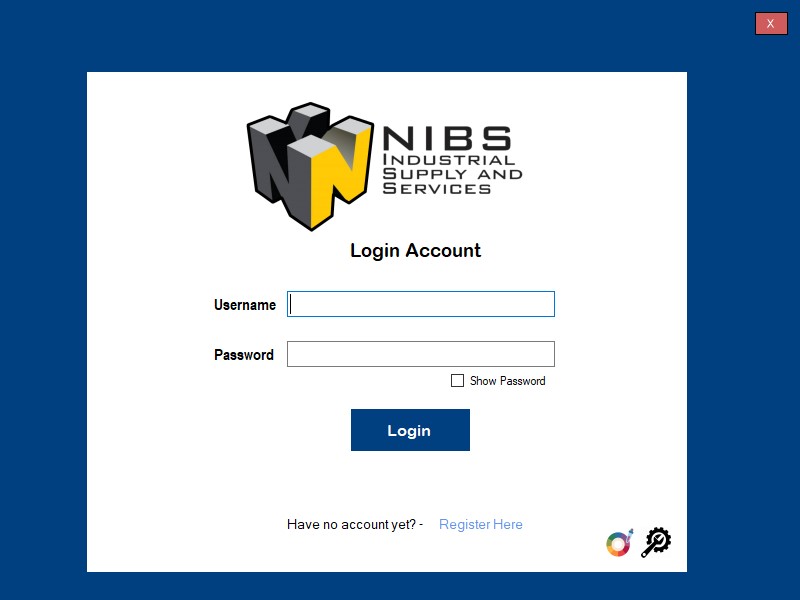 X
NIBS
INDUSTRIAL
SUPPLY AND
SERVICES
Login Account
Username
Password
Show Password
Login
Have no account yet? - Register Here